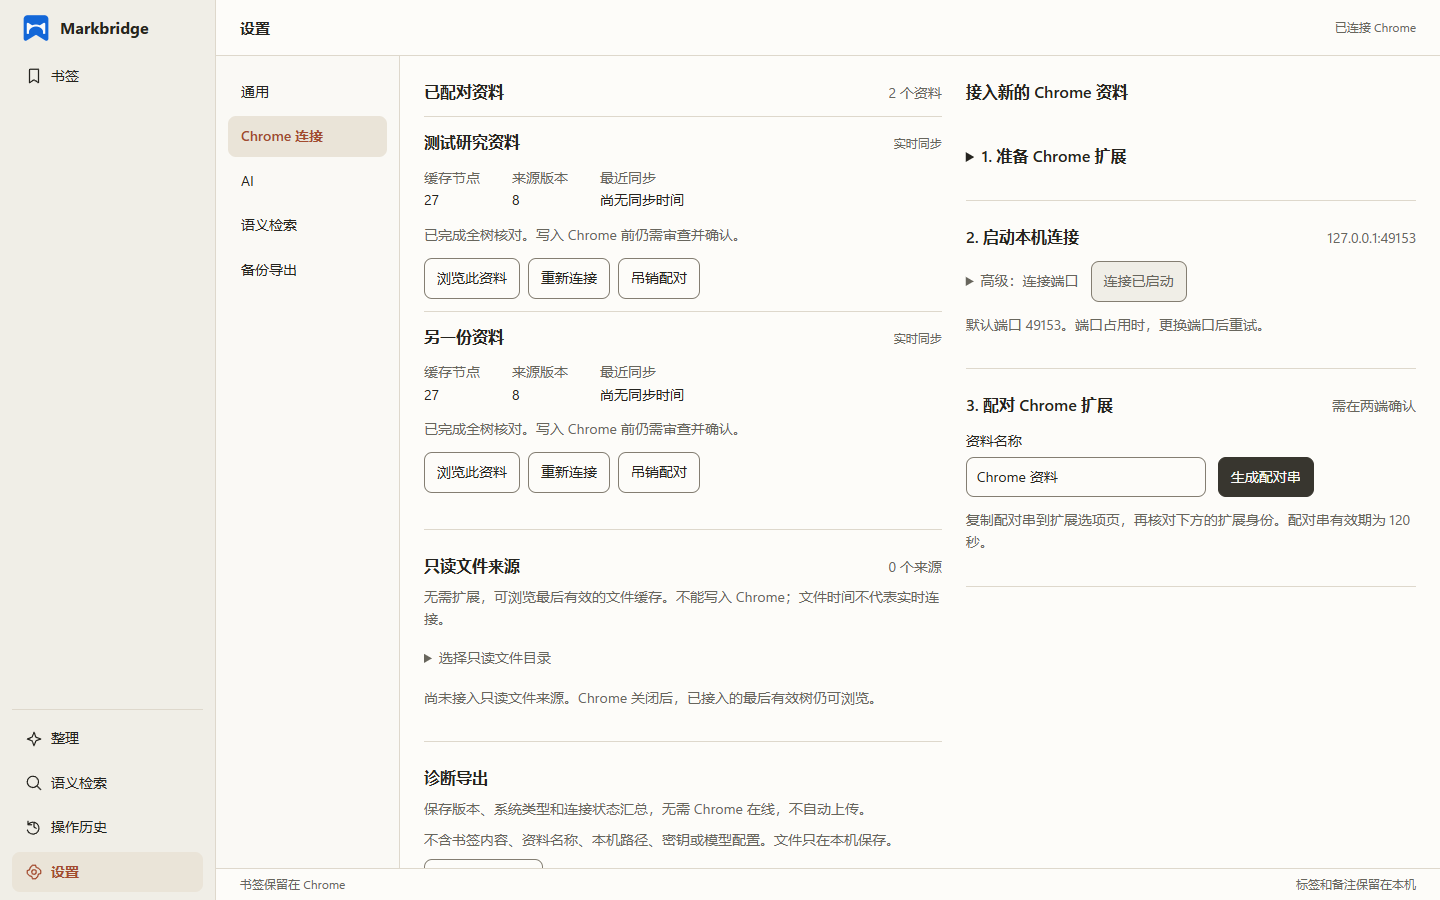 Markbridge
书签
整理
语义检索
操作历史
设置
设置
已连接 Chrome
通用
Chrome 连接
AI
语义检索
备份导出
已配对资料
2 个资料
测试研究资料
实时同步
缓存节点 来源版本 最近同步
27 8 尚无同步时间
已完成全树核对。写入 Chrome 前仍需审查并确认。
浏览此资料 重新连接 吊销配对
另一份资料
实时同步
缓存节点 来源版本 最近同步
27 8 尚无同步时间
已完成全树核对。写入 Chrome 前仍需审查并确认。
浏览此资料 重新连接 吊销配对
只读文件来源
0 个来源
无需扩展，可浏览最后有效的文件缓存。不能写入 Chrome；文件时间不代表实时连
接。
选择只读文件目录
尚未接入只读文件来源。Chrome 关闭后，已接入的最后有效树仍可浏览。
诊断导出
保存版本、系统类型和连接状态汇总，无需 Chrome 在线，不自动上传。
不含书签内容、资料名称、本机路径、密钥或模型配置。文件只在本机保存。
接入新的 Chrome 资料
1. 准备 Chrome 扩展
2. 启动本机连接
127.0.0.1:49153
高级：连接端口 连接已启动
默认端口 49153。端口占用时，更换端口后重试。
3. 配对 Chrome 扩展
需在两端确认
资料名称
Chrome 资料 生成配对串
复制配对串到扩展选项页，再核对下方的扩展身份。配对串有效期为 120
秒。
书签保留在 Chrome
标签和备注保留在本机